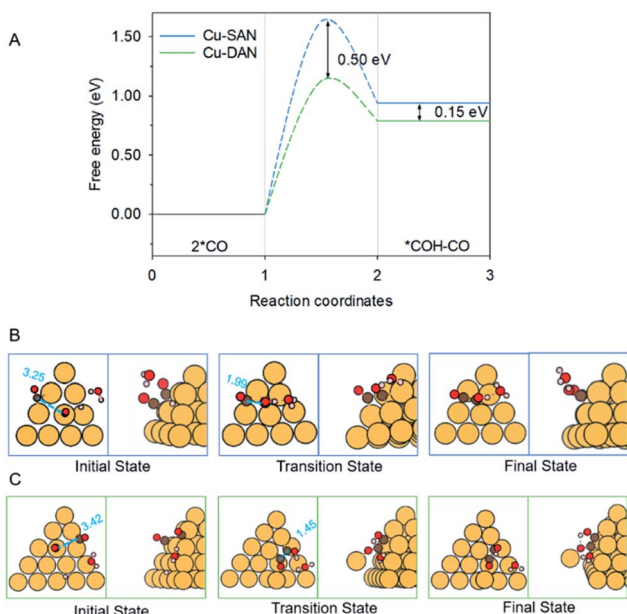 A
Cu-SAN
Cu-DAN
1.50
1.00
0.50
0.00
Free energy (eV)
0.50 eV
0.15 eV
2*CO
*COH-CO
0
1
2
3
Reaction coordinates
B
3.25
1.99
Initial State
Transition State
Final State
C
3.42
1.45
Initial State
Transition State
Final State